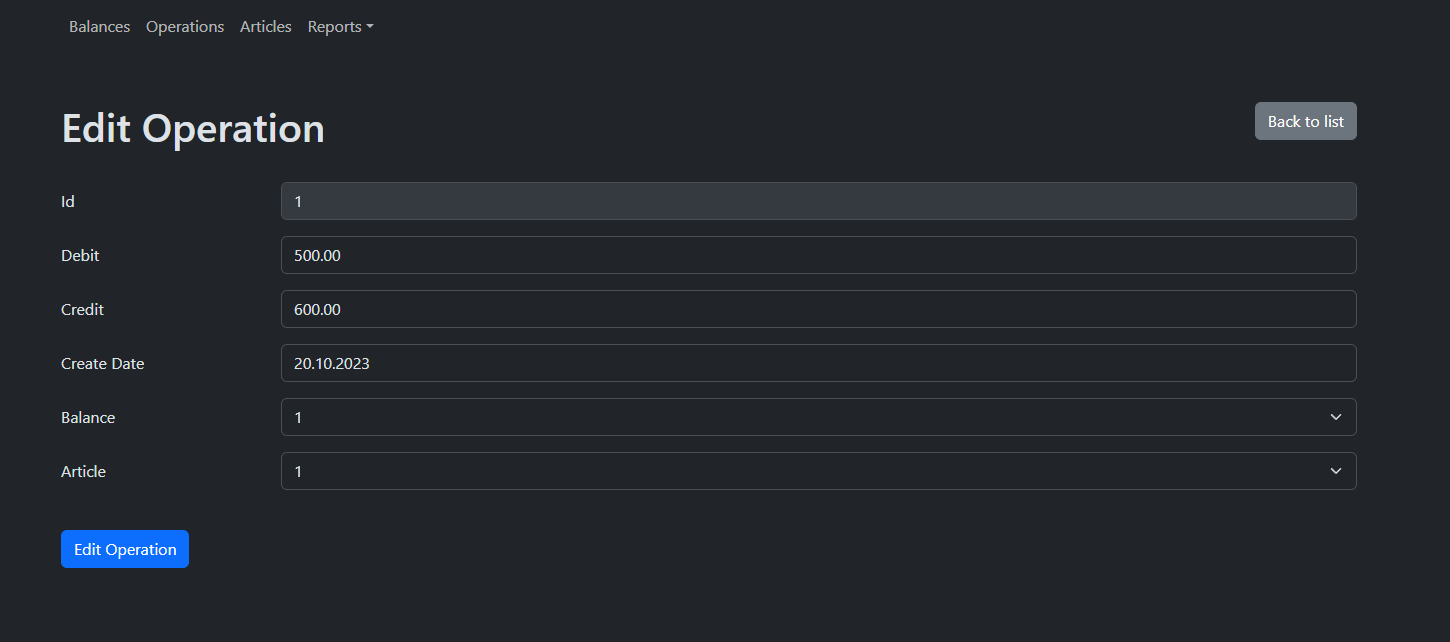 Balances Operations Articles Reports
Edit Operation Back to list
Id 1
Debit 500.00
Credit 600.00
Create Date 20.10.2023
Balance 1
Article 1
Edit Operation